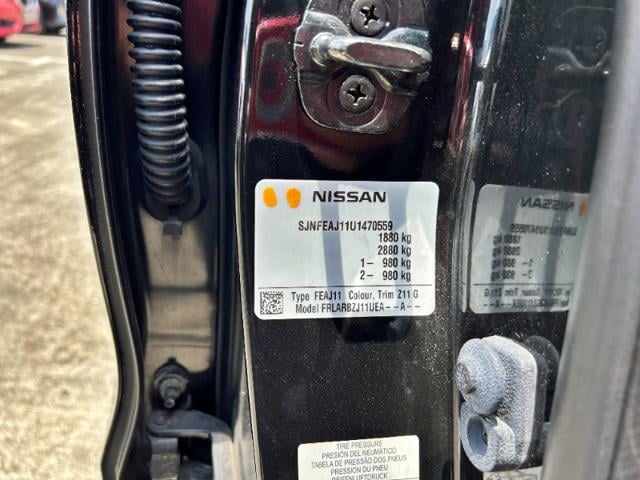 NISSAN
SJNFEAJ11U1470559
1880 kg
2880 kg
1- 980 kg
2- 980 kg
Type FEAJ11 Colour, Trim Z11 G
Model FRLARBZJ11UEA--A--
TIRE PRESSURE
PRESIÓN DEL NEUMÁTICO
TABELA DE PRESSÃO DOS PNEUS
PRESSION DU PNEU
REIFENLUFTDRUCK